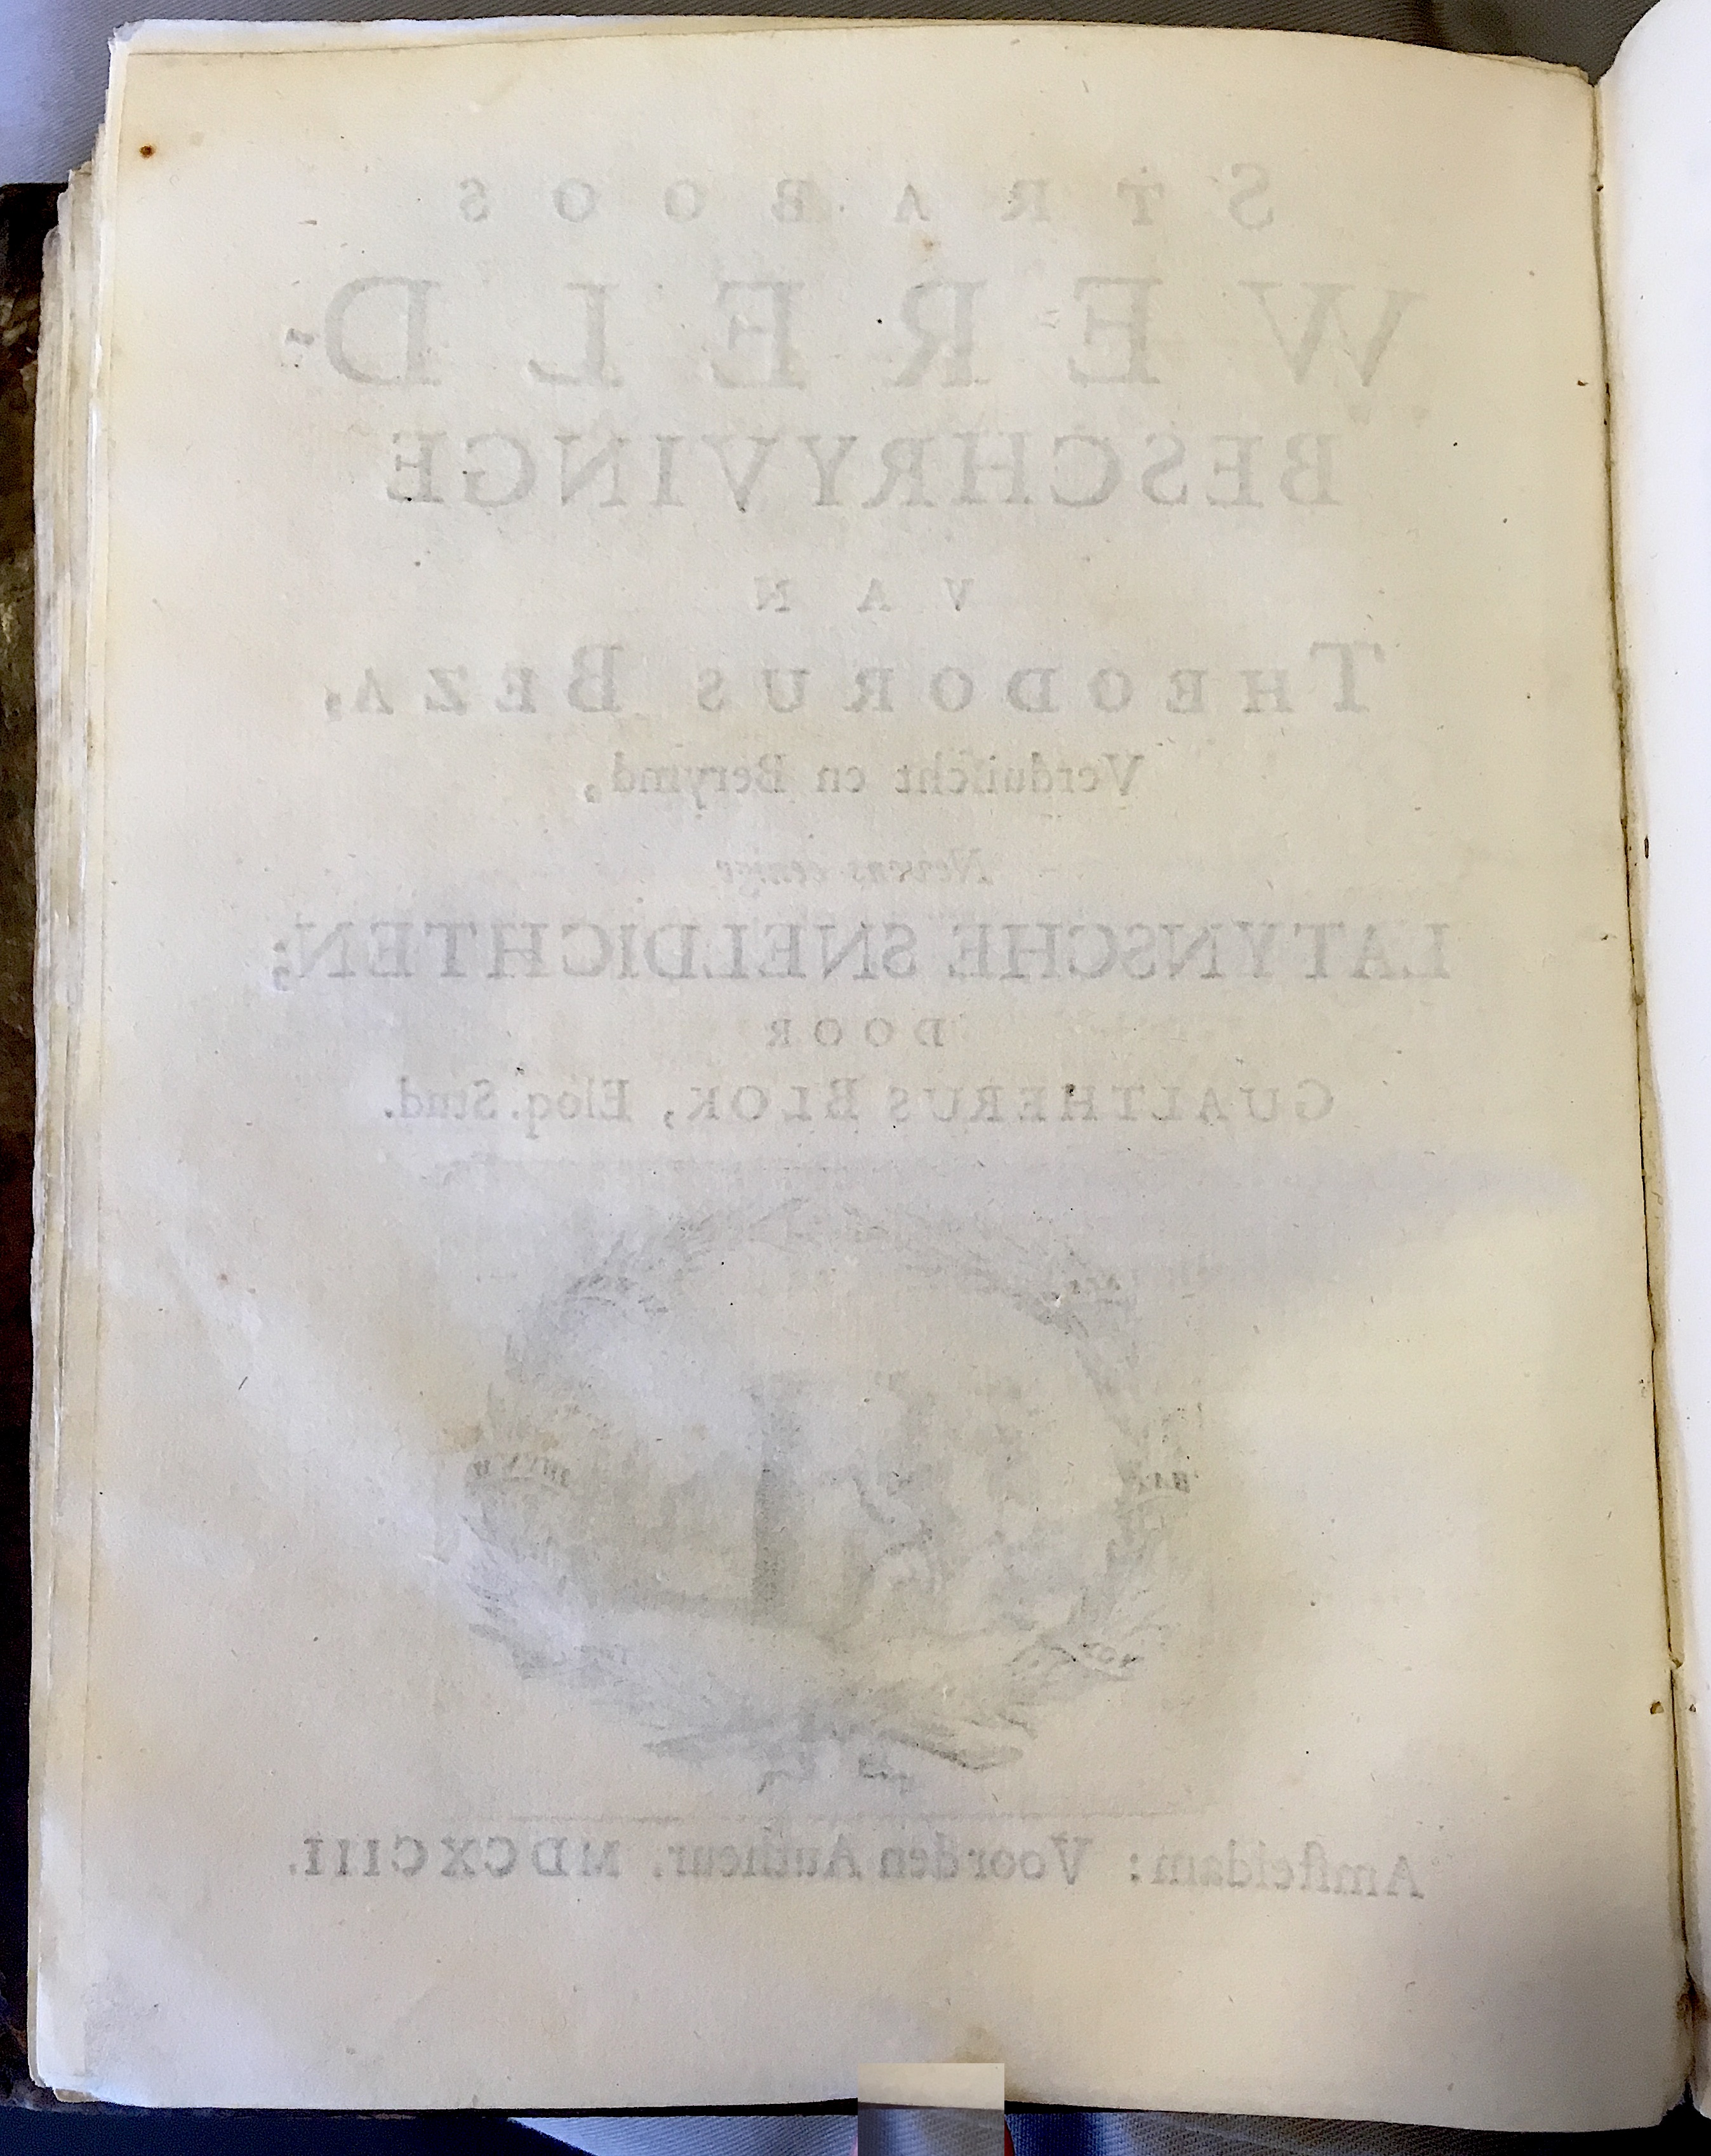 STRABOOS
WERELD-
BESCHRYVINGE
VAN
THEODORUS BEZA,
Verduiſcht en Berymd,
Nevens eenige
LATYNSCHE SNELDICHTEN;
DOOR
GUALTHERUS BLOK, Eloq. Stud.
Amſteldam: Voor den Autheur. MDCXCIII.